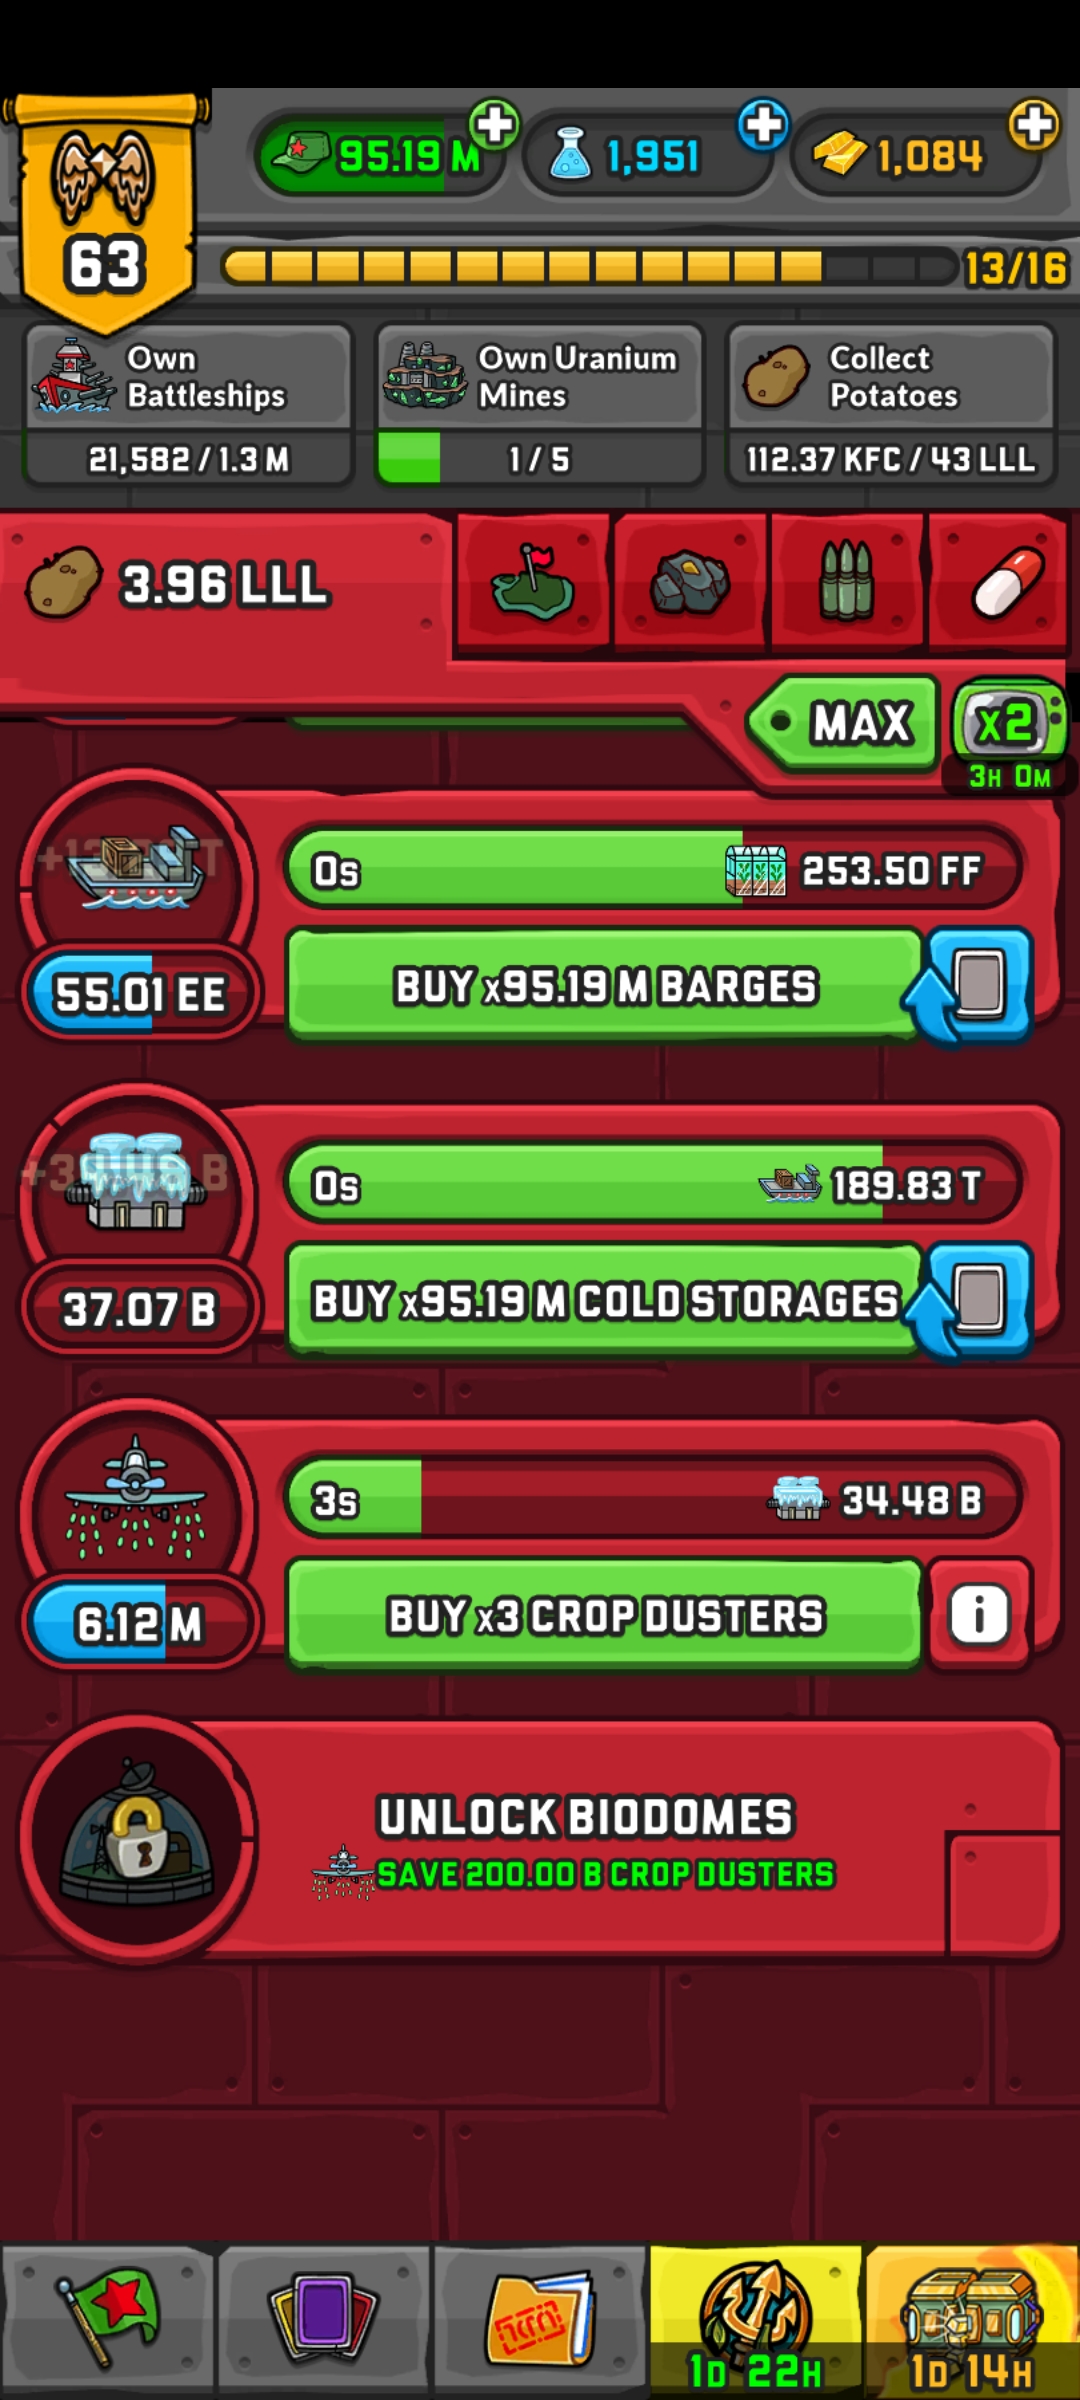 63
95.19 M
1,951
1,084
13/16
Own Battleships
21,582 / 1.3 M
Own Uranium Mines
1 / 5
Collect Potatoes
112.37 KFC / 43 LLL
3.96 LLL
MAX
x2
3H 0M
0s
253.50 FF
55.01 EE
BUY x95.19 M BARGES
0s
189.83 T
37.07 B
BUY x95.19 M COLD STORAGES
3s
34.48 B
6.12 M
BUY x3 CROP DUSTERS
i
UNLOCK BIODOMES
SAVE 200.00 B CROP DUSTERS
1D 22H
1D 14H